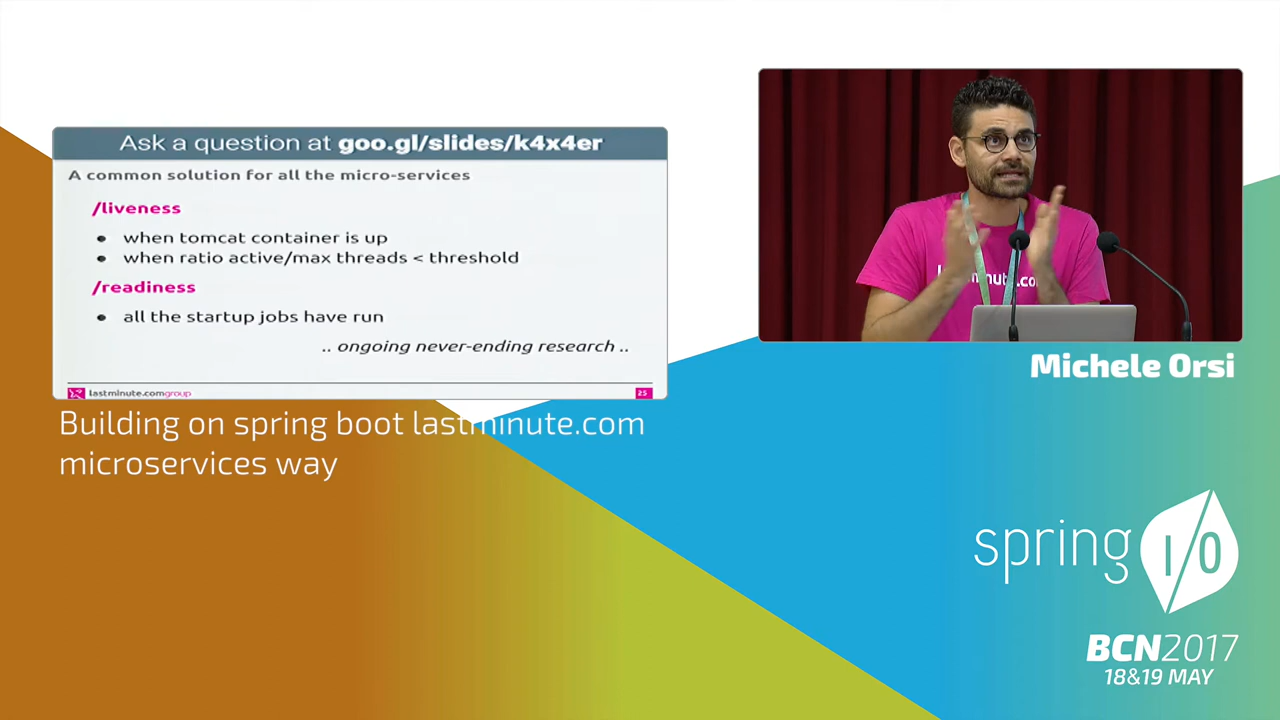 Ask a question at goo.gl/slides/k4x4er
A common solution for all the micro-services
/liveness
● when tomcat container is up
● when ratio active/max threads < threshold
/readiness
● all the startup jobs have run
.. ongoing never-ending research ..
lastminute.comgroup
25
Building on spring boot lastminute.com
microservices way
lastminute.com
Michele Orsi
spring I/O
BCN2017
18&19 MAY